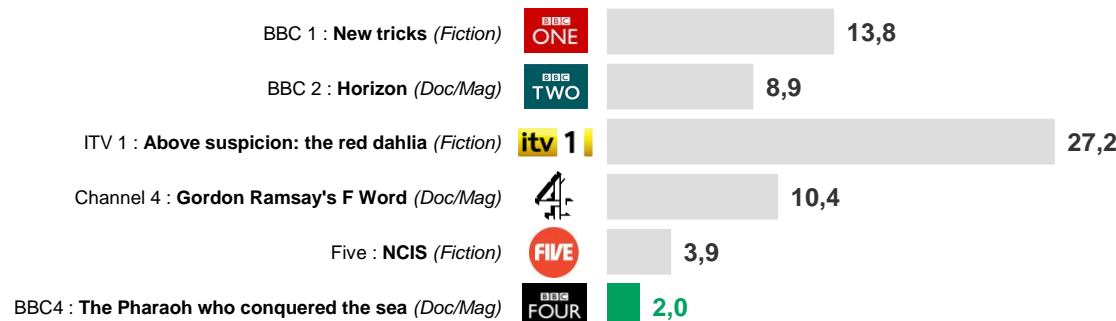 BBC 1 : New tricks (Fiction) BBC ONE 13,8
BBC 2 : Horizon (Doc/Mag) BBC TWO 8,9
ITV 1 : Above suspicion: the red dahlia (Fiction) itv 1 27,2
Channel 4 : Gordon Ramsay's F Word (Doc/Mag) 4 10,4
Five : NCIS (Fiction) FIVE 3,9
BBC4 : The Pharaoh who conquered the sea (Doc/Mag) BBC FOUR 2,0